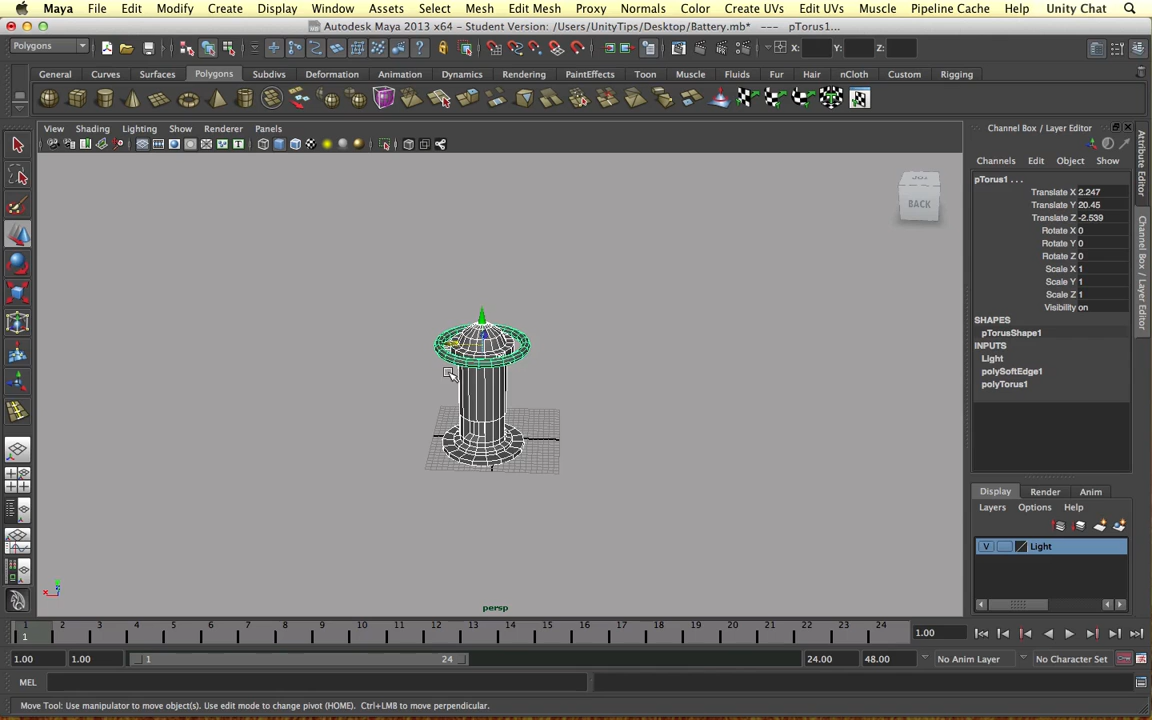 Maya File Edit Modify Create Display Window Assets Select Mesh Edit Mesh Proxy Normals Color Create UVs Edit UVs Muscle Pipeline Cache Help Unity Chat
Autodesk Maya 2013 x64 - Student Version: /Users/UnityTips/Desktop/Battery.mb* --- pTorus1...
Polygons X: Y: Z:
General Curves Surfaces Polygons Subdivs Deformation Animation Dynamics Rendering PaintEffects Toon Muscle Fluids Fur Hair nCloth Custom Rigging
View Shading Lighting Show Renderer Panels
Channel Box / Layer Editor
Channels Edit Object Show
pTorus1 . . .
Translate X 2.247
Translate Y 20.45
Translate Z -2.539
Rotate X 0
Rotate Y 0
Rotate Z 0
Scale X 1
Scale Y 1
Scale Z 1
Visibility on
SHAPES
pTorusShape1
INPUTS
Light
polySoftEdge1
polyTorus1
Attribute Editor
Channel Box / Layer Editor
BACK
persp
Display Render Anim
Layers Options Help
V Light
1 2 3 4 5 6 7 8 9 10 11 12 13 14 15 16 17 18 19 20 21 22 23 24
1 1.00
1.00 1.00 1 24 24.00 48.00 No Anim Layer No Character Set
MEL
Move Tool: Use manipulator to move object(s). Use edit mode to change pivot (HOME). Ctrl+LMB to move perpendicular.